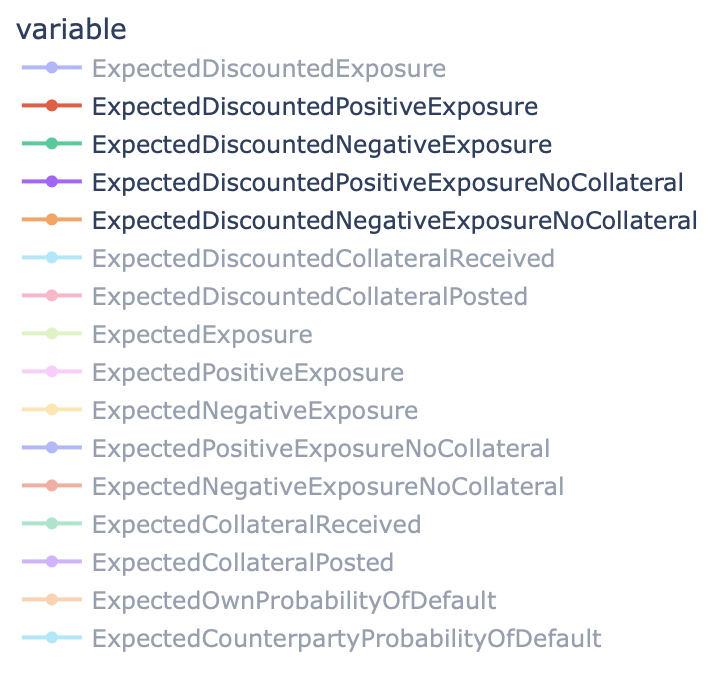 variable
ExpectedDiscountedExposure
ExpectedDiscountedPositiveExposure
ExpectedDiscountedNegativeExposure
ExpectedDiscountedPositiveExposureNoCollateral
ExpectedDiscountedNegativeExposureNoCollateral
ExpectedDiscountedCollateralReceived
ExpectedDiscountedCollateralPosted
ExpectedExposure
ExpectedPositiveExposure
ExpectedNegativeExposure
ExpectedPositiveExposureNoCollateral
ExpectedNegativeExposureNoCollateral
ExpectedCollateralReceived
ExpectedCollateralPosted
ExpectedOwnProbabilityOfDefault
ExpectedCounterpartyProbabilityOfDefault